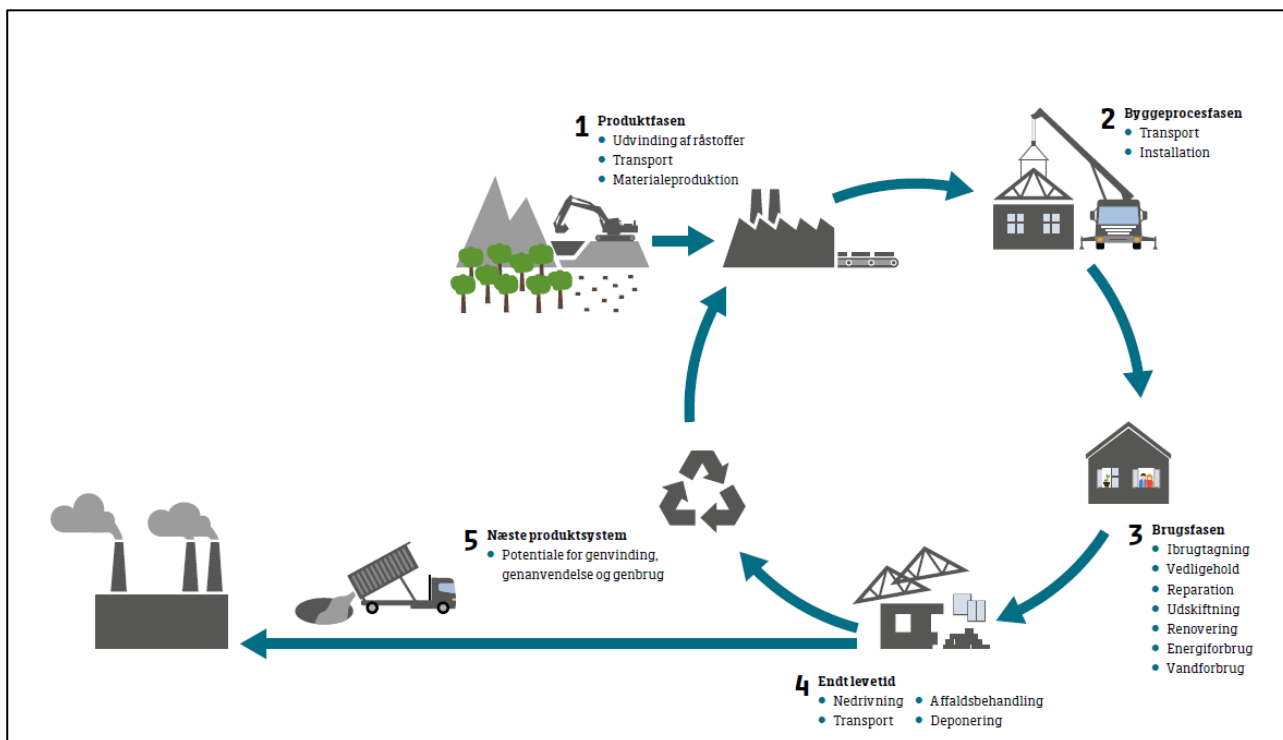 1 Produktfasen
• Udvinding af råstoffer
• Transport
• Materialeproduktion
2 Byggeprocesfasen
• Transport
• Installation
3 Brugsfasen
• Ibrugtagning
• Vedligehold
• Reparation
• Udskiftning
• Renovering
• Energiforbrug
• Vandforbrug
4 Endt levetid
• Nedrivning • Affaldsbehandling
• Transport • Deponering
5 Næste produktsystem
• Potentiale for genvinding,
genanvendelse og genbrug